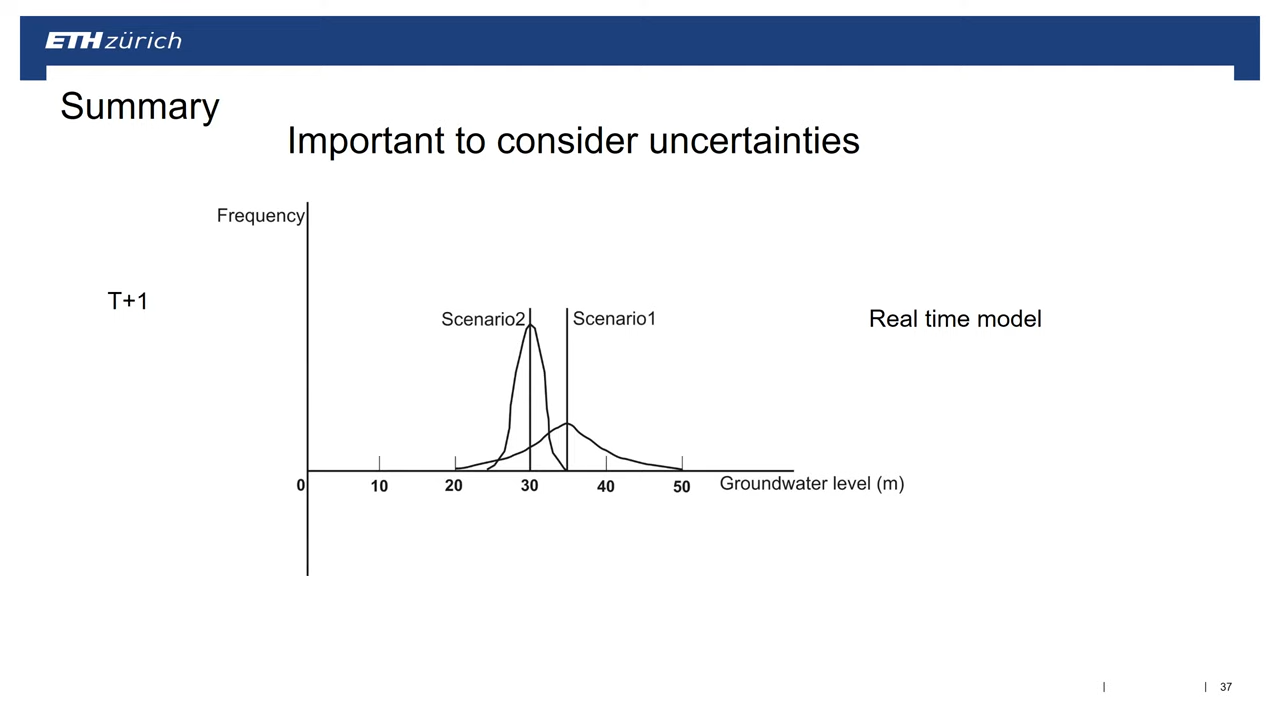 ETH zürich
Summary
Important to consider uncertainties
Frequency
T+1
Scenario2
Scenario1
Real time model
0
10
20
30
40
50
Groundwater level (m)
37